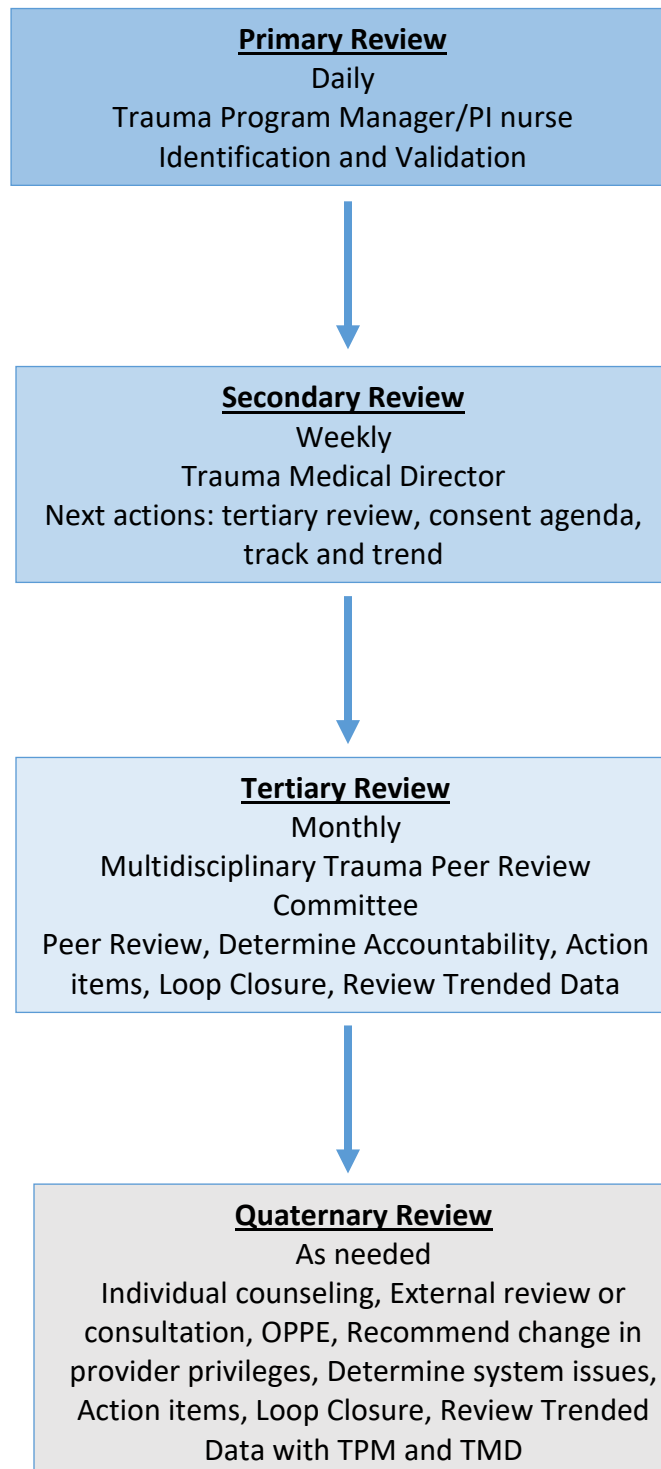 Primary Review
Daily
Trauma Program Manager/PI nurse
Identification and Validation
Secondary Review
Weekly
Trauma Medical Director
Next actions: tertiary review, consent agenda,
track and trend
Tertiary Review
Monthly
Multidisciplinary Trauma Peer Review
Committee
Peer Review, Determine Accountability, Action
items, Loop Closure, Review Trended Data
Quaternary Review
As needed
Individual counseling, External review or
consultation, OPPE, Recommend change in
provider privileges, Determine system issues,
Action items, Loop Closure, Review Trended
Data with TPM and TMD